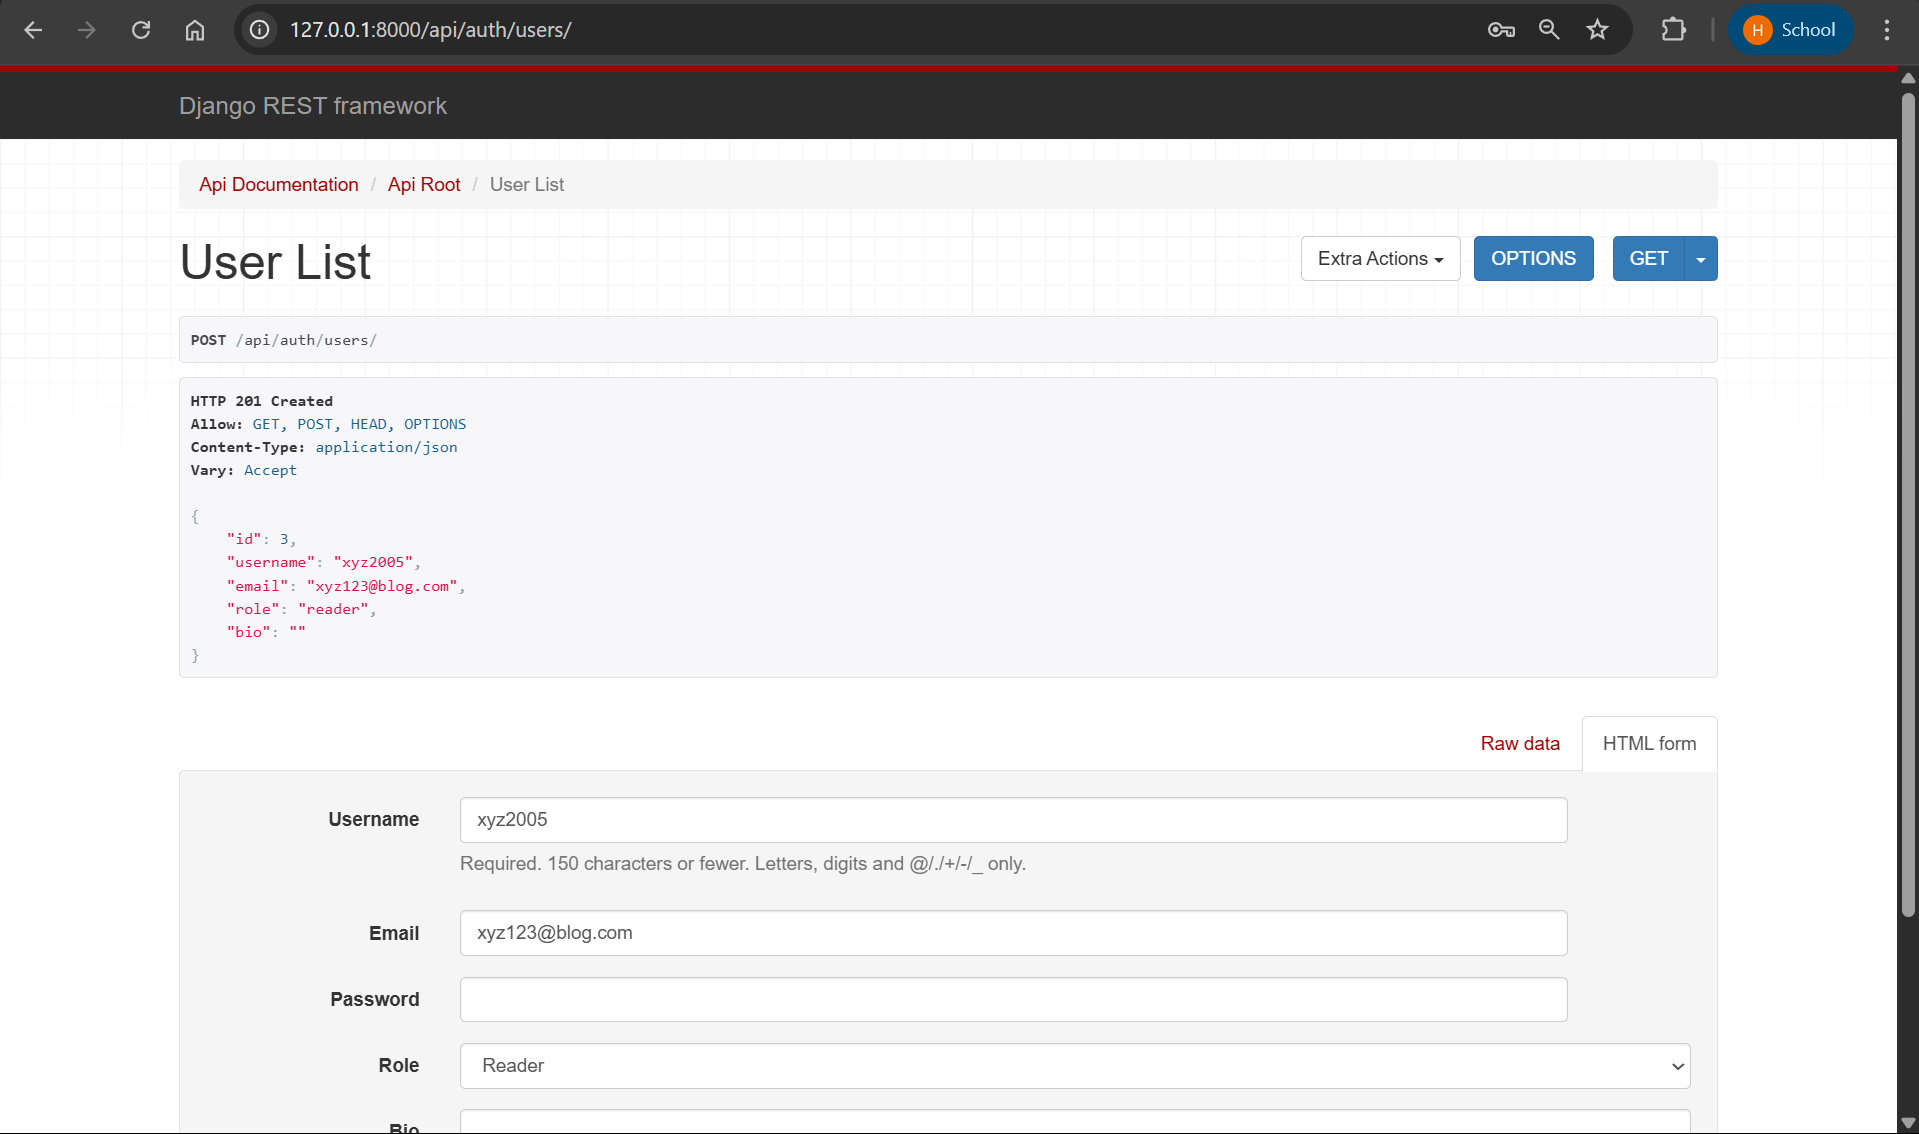 127.0.0.1:8000/api/auth/users/
H School
Django REST framework
Api Documentation / Api Root / User List
User List
Extra Actions OPTIONS GET
POST /api/auth/users/
HTTP 201 Created
Allow: GET, POST, HEAD, OPTIONS
Content-Type: application/json
Vary: Accept
{
    "id": 3,
    "username": "xyz2005",
    "email": "xyz123@blog.com",
    "role": "reader",
    "bio": ""
}
Raw data HTML form
Username xyz2005
Required. 150 characters or fewer. Letters, digits and @/./+/-/_ only.
Email xyz123@blog.com
Password
Role Reader
Bio